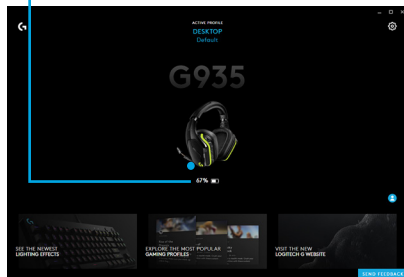 ACTIVE PROFILE
DESKTOP
Default
G935
67%
SEE THE NEWEST
LIGHTING EFFECTS
EXPLORE THE MOST POPULAR
GAMING PROFILES
VISIT THE NEW
LOGITECH G WEBSITE
SEND FEEDBACK